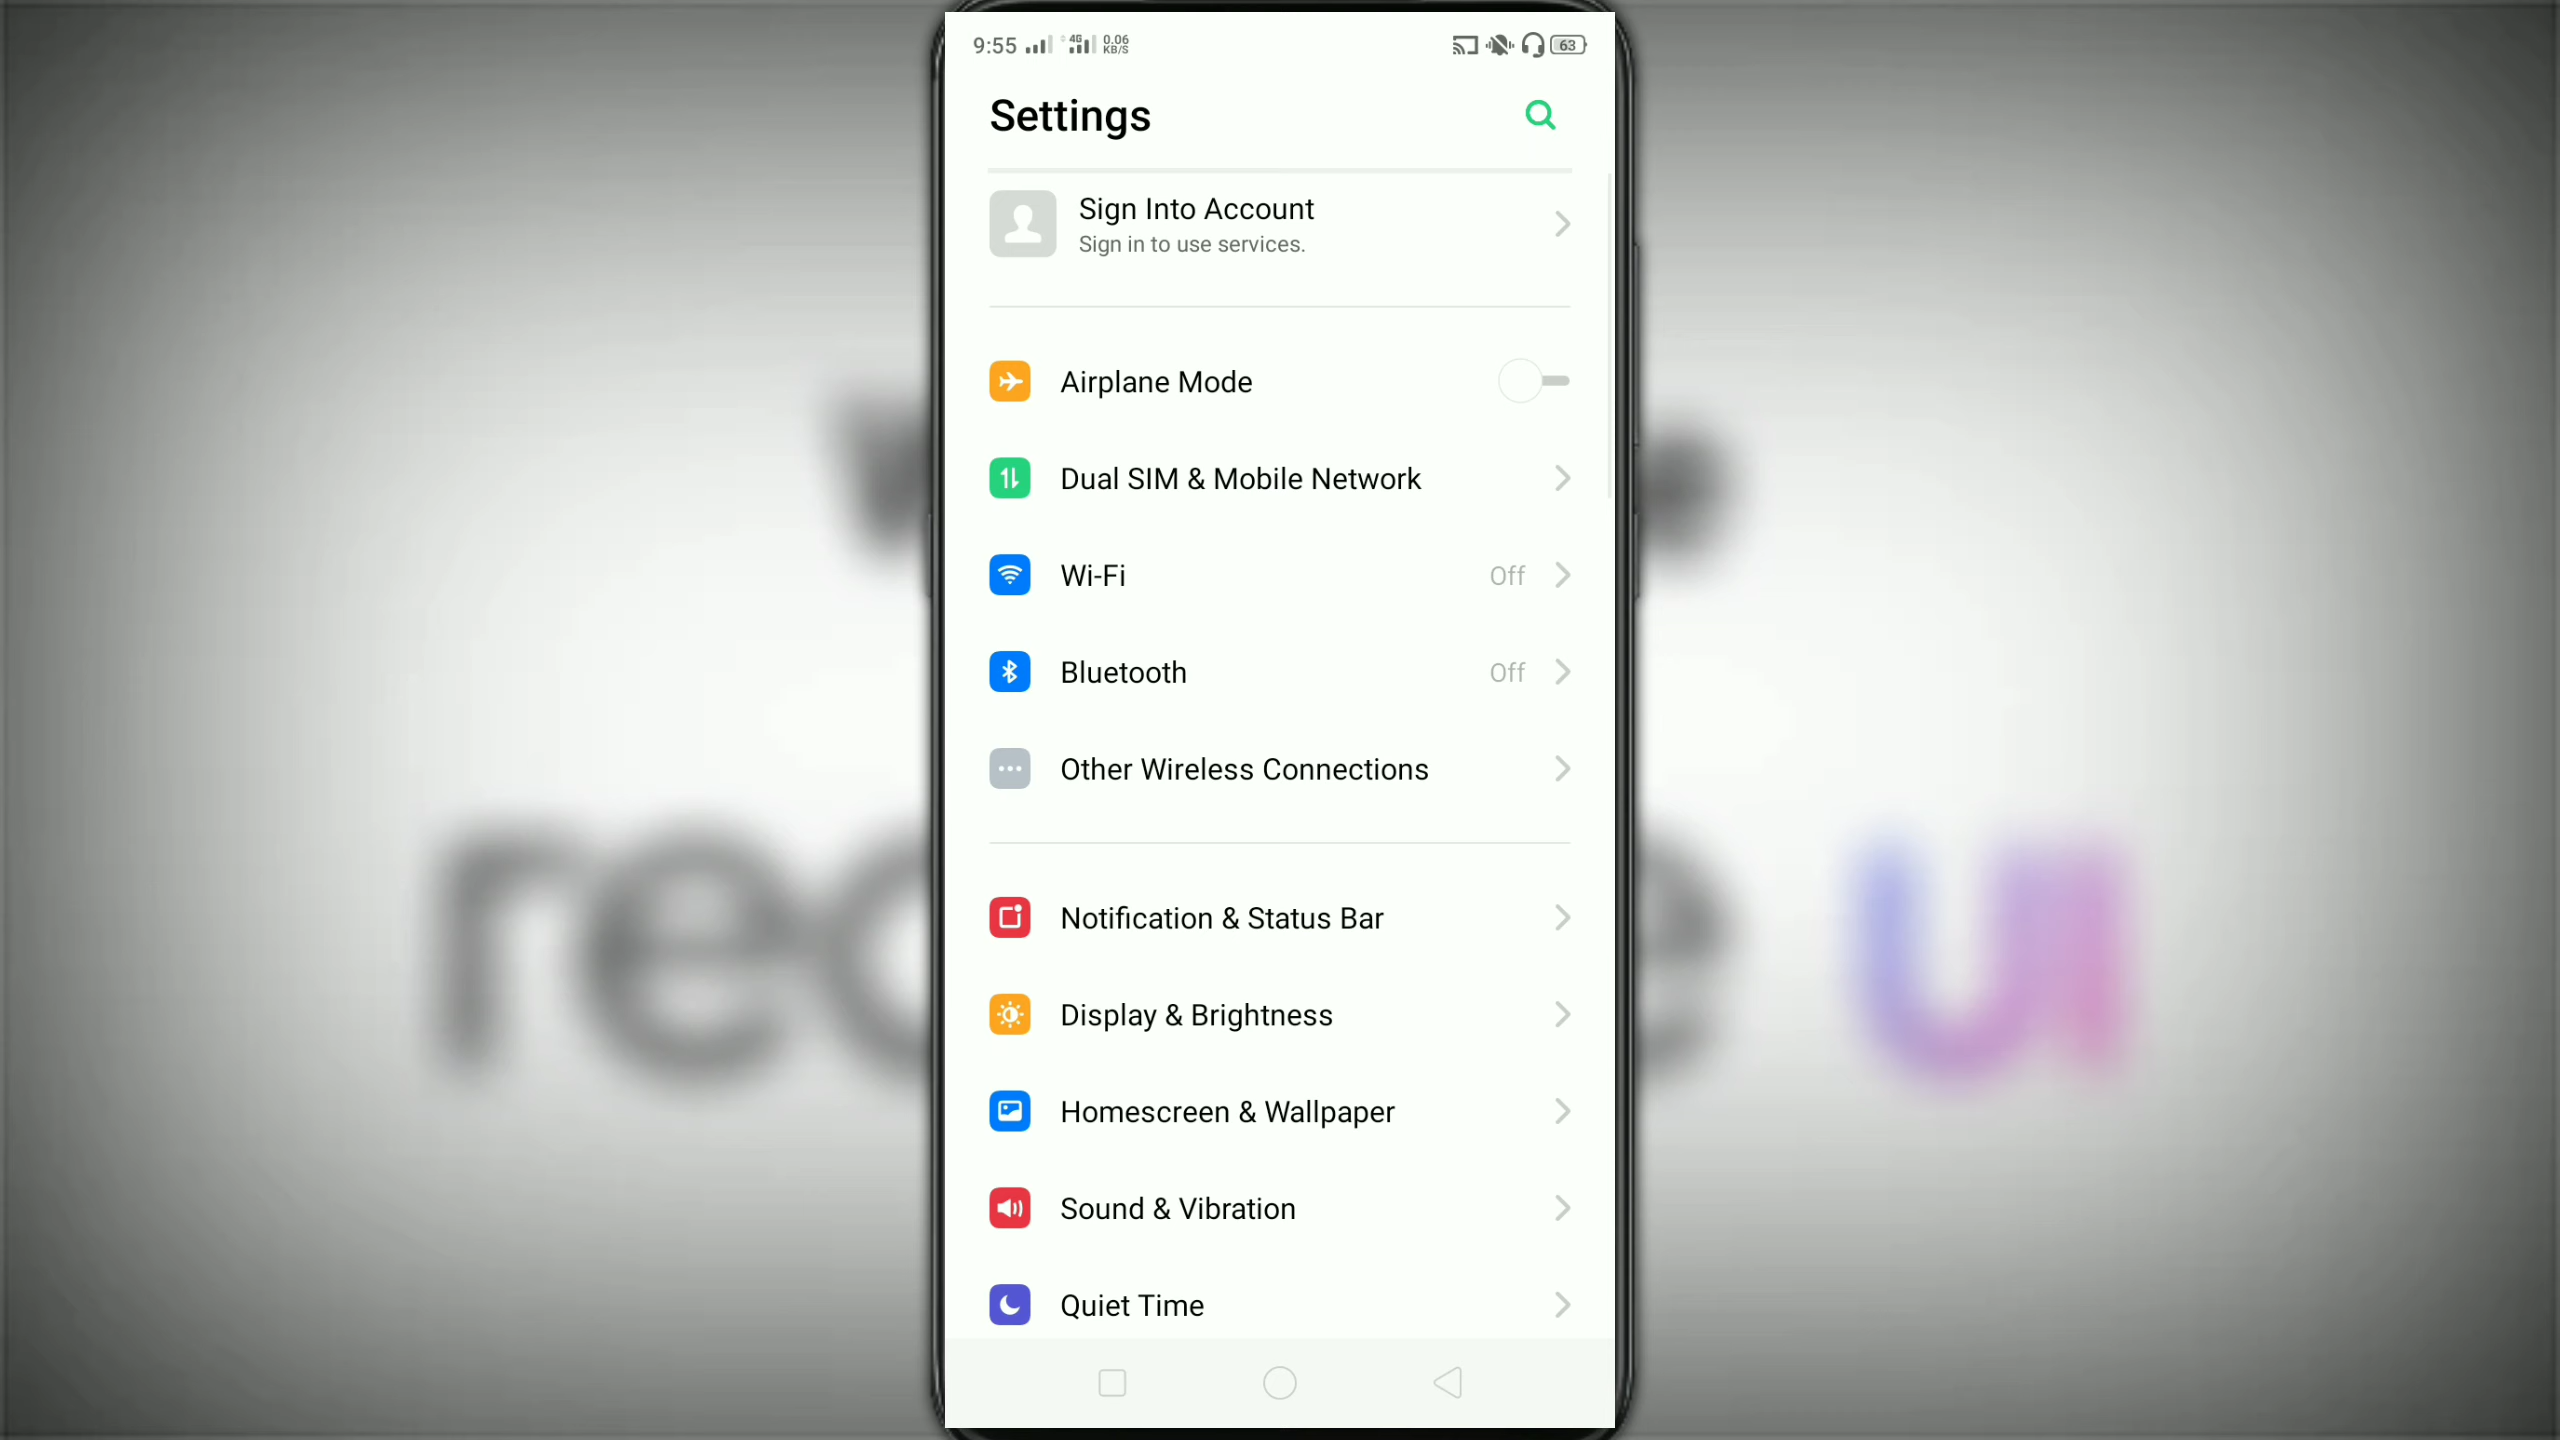 9:55 4G 0.06 KB/S 63
Settings
Sign Into Account
Sign in to use services.
Airplane Mode
Dual SIM & Mobile Network
Wi-Fi Off
Bluetooth Off
Other Wireless Connections
Notification & Status Bar
Display & Brightness
Homescreen & Wallpaper
Sound & Vibration
Quiet Time